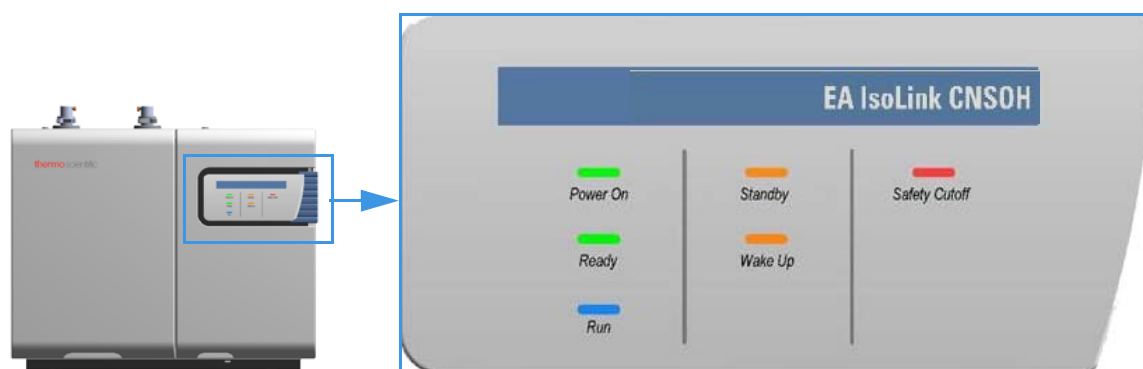 thermo scientific
EA IsoLink CNSOH
Power On
Standby
Safety Cutoff
Ready
Wake Up
Run